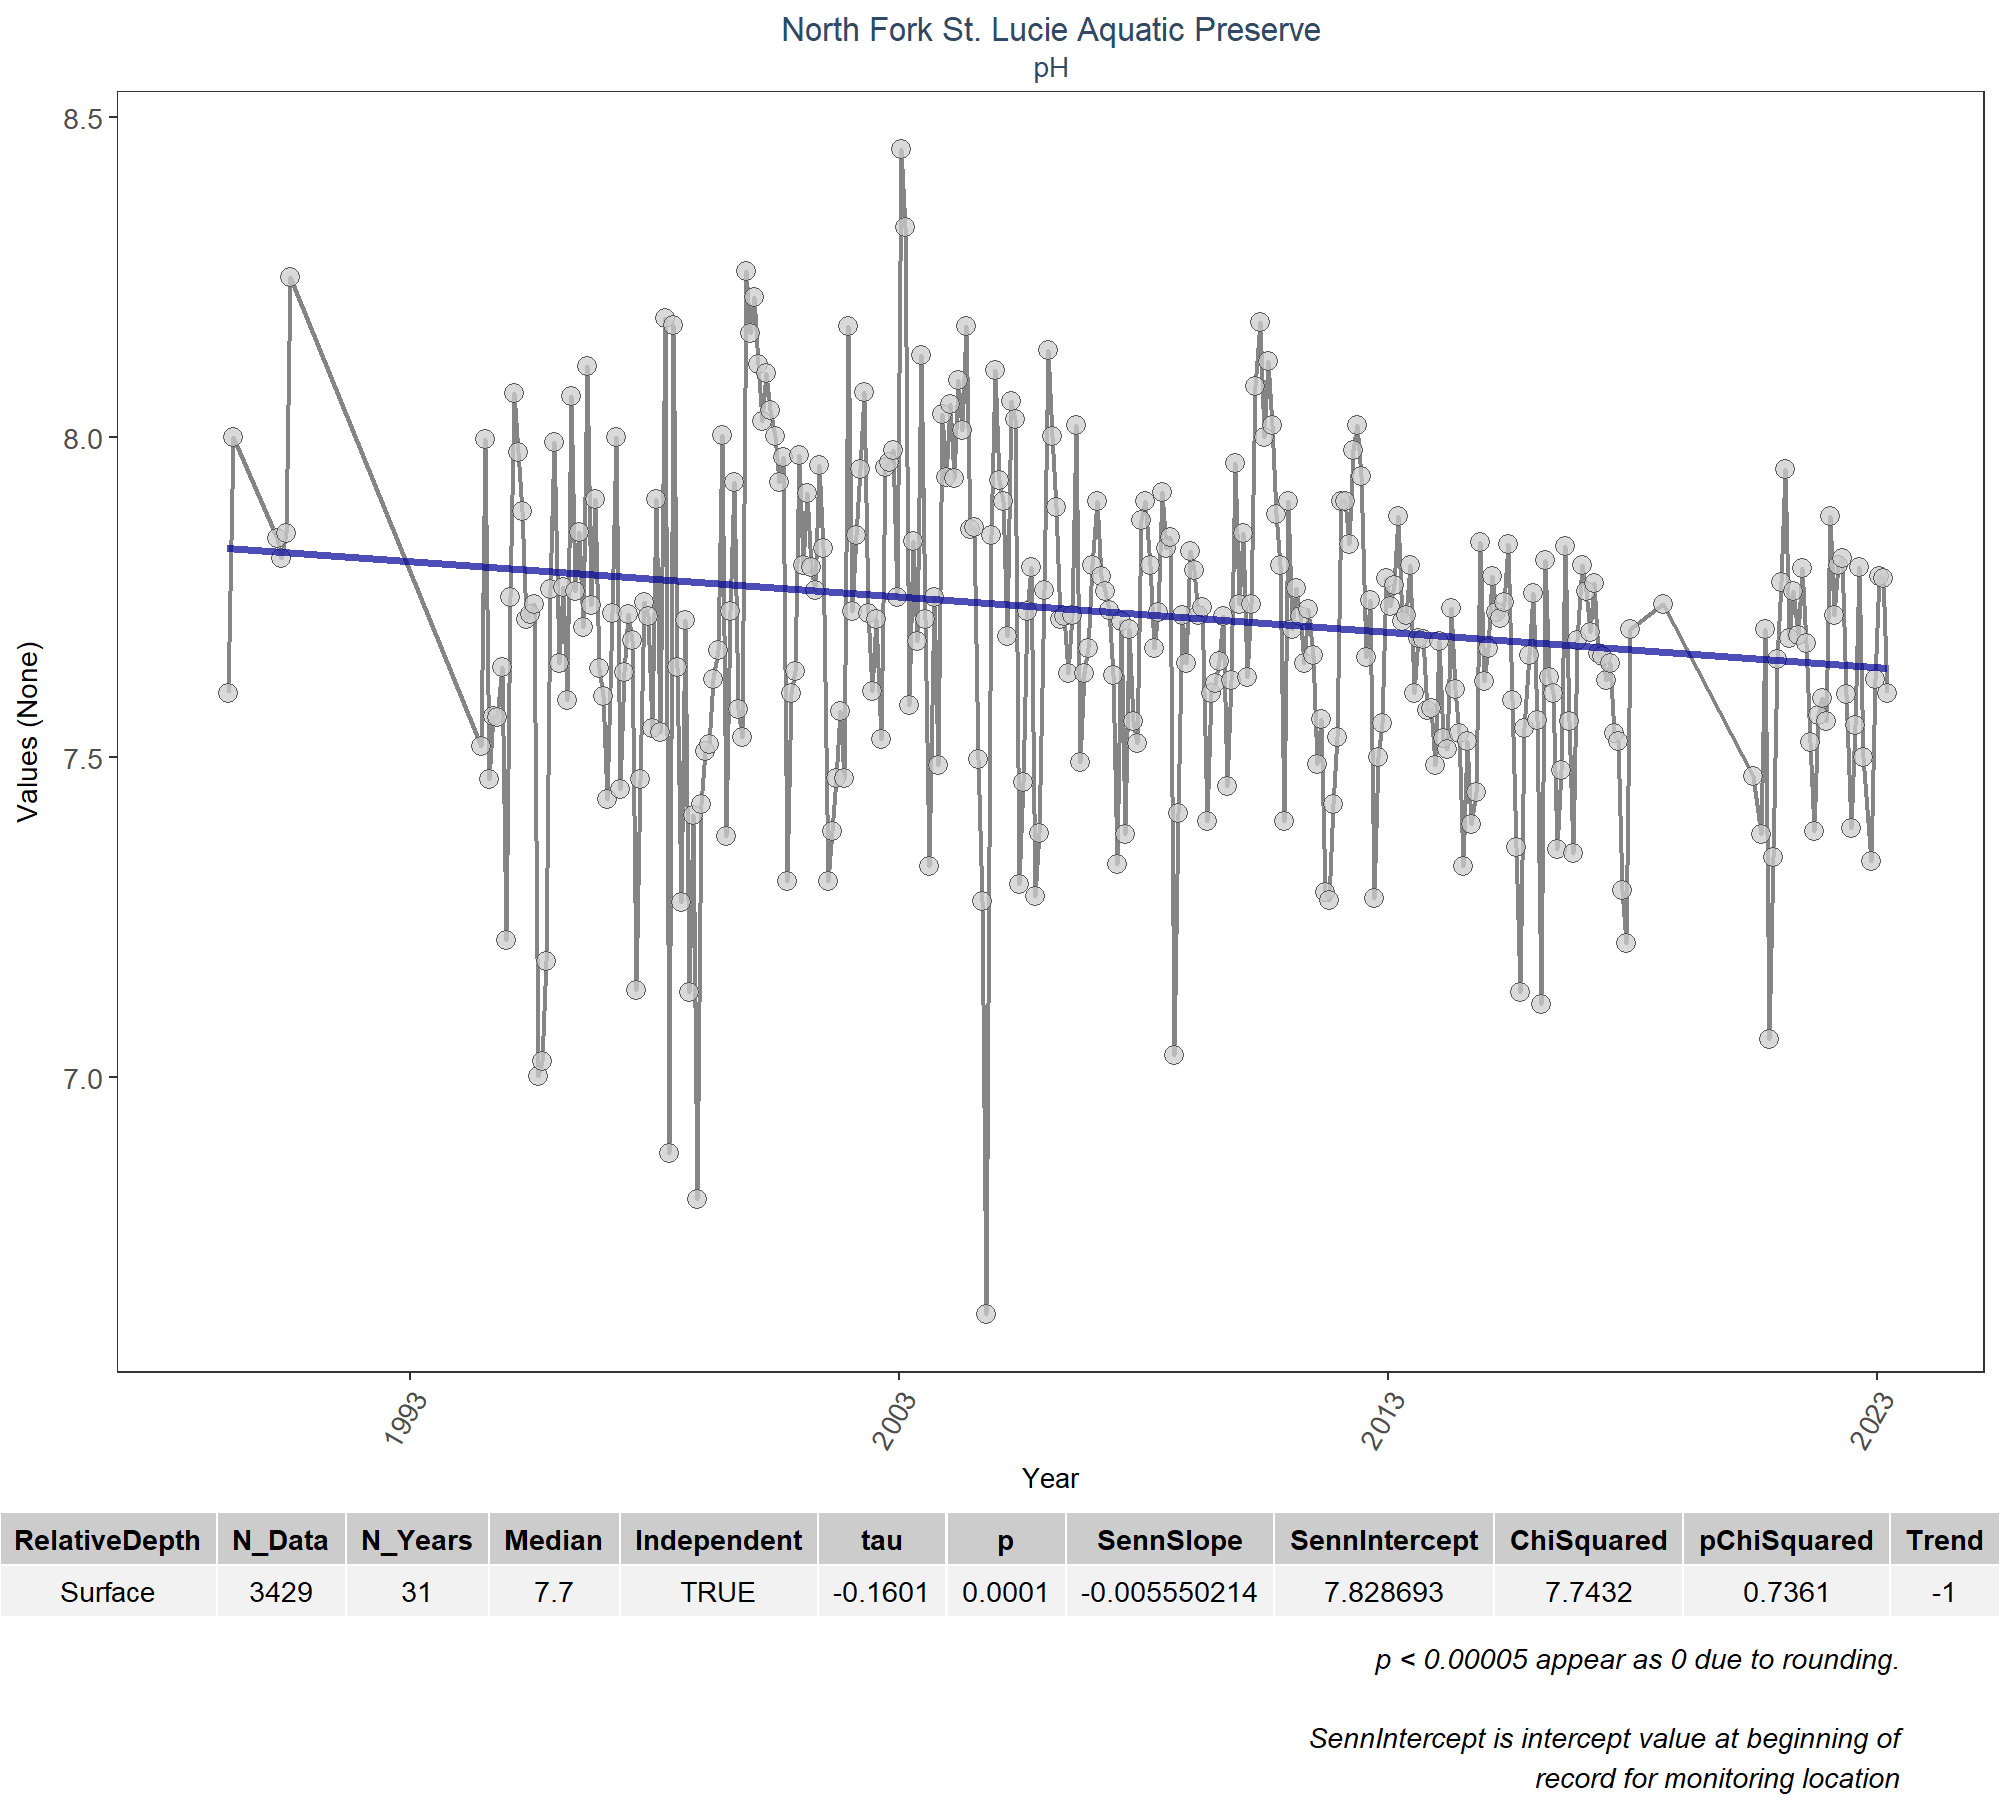 North Fork St. Lucie Aquatic Preserve
pH
8.5
8.0
7.5
7.0
Values (None)
1993
2003
2013
2023
Year
RelativeDepth N_Data N_Years Median Independent tau p SennSlope SennIntercept ChiSquared pChiSquared Trend
Surface 3429 31 7.7 TRUE -0.1601 0.0001 -0.005550214 7.828693 7.7432 0.7361 -1
p < 0.00005 appear as 0 due to rounding.
SennIntercept is intercept value at beginning of
record for monitoring location